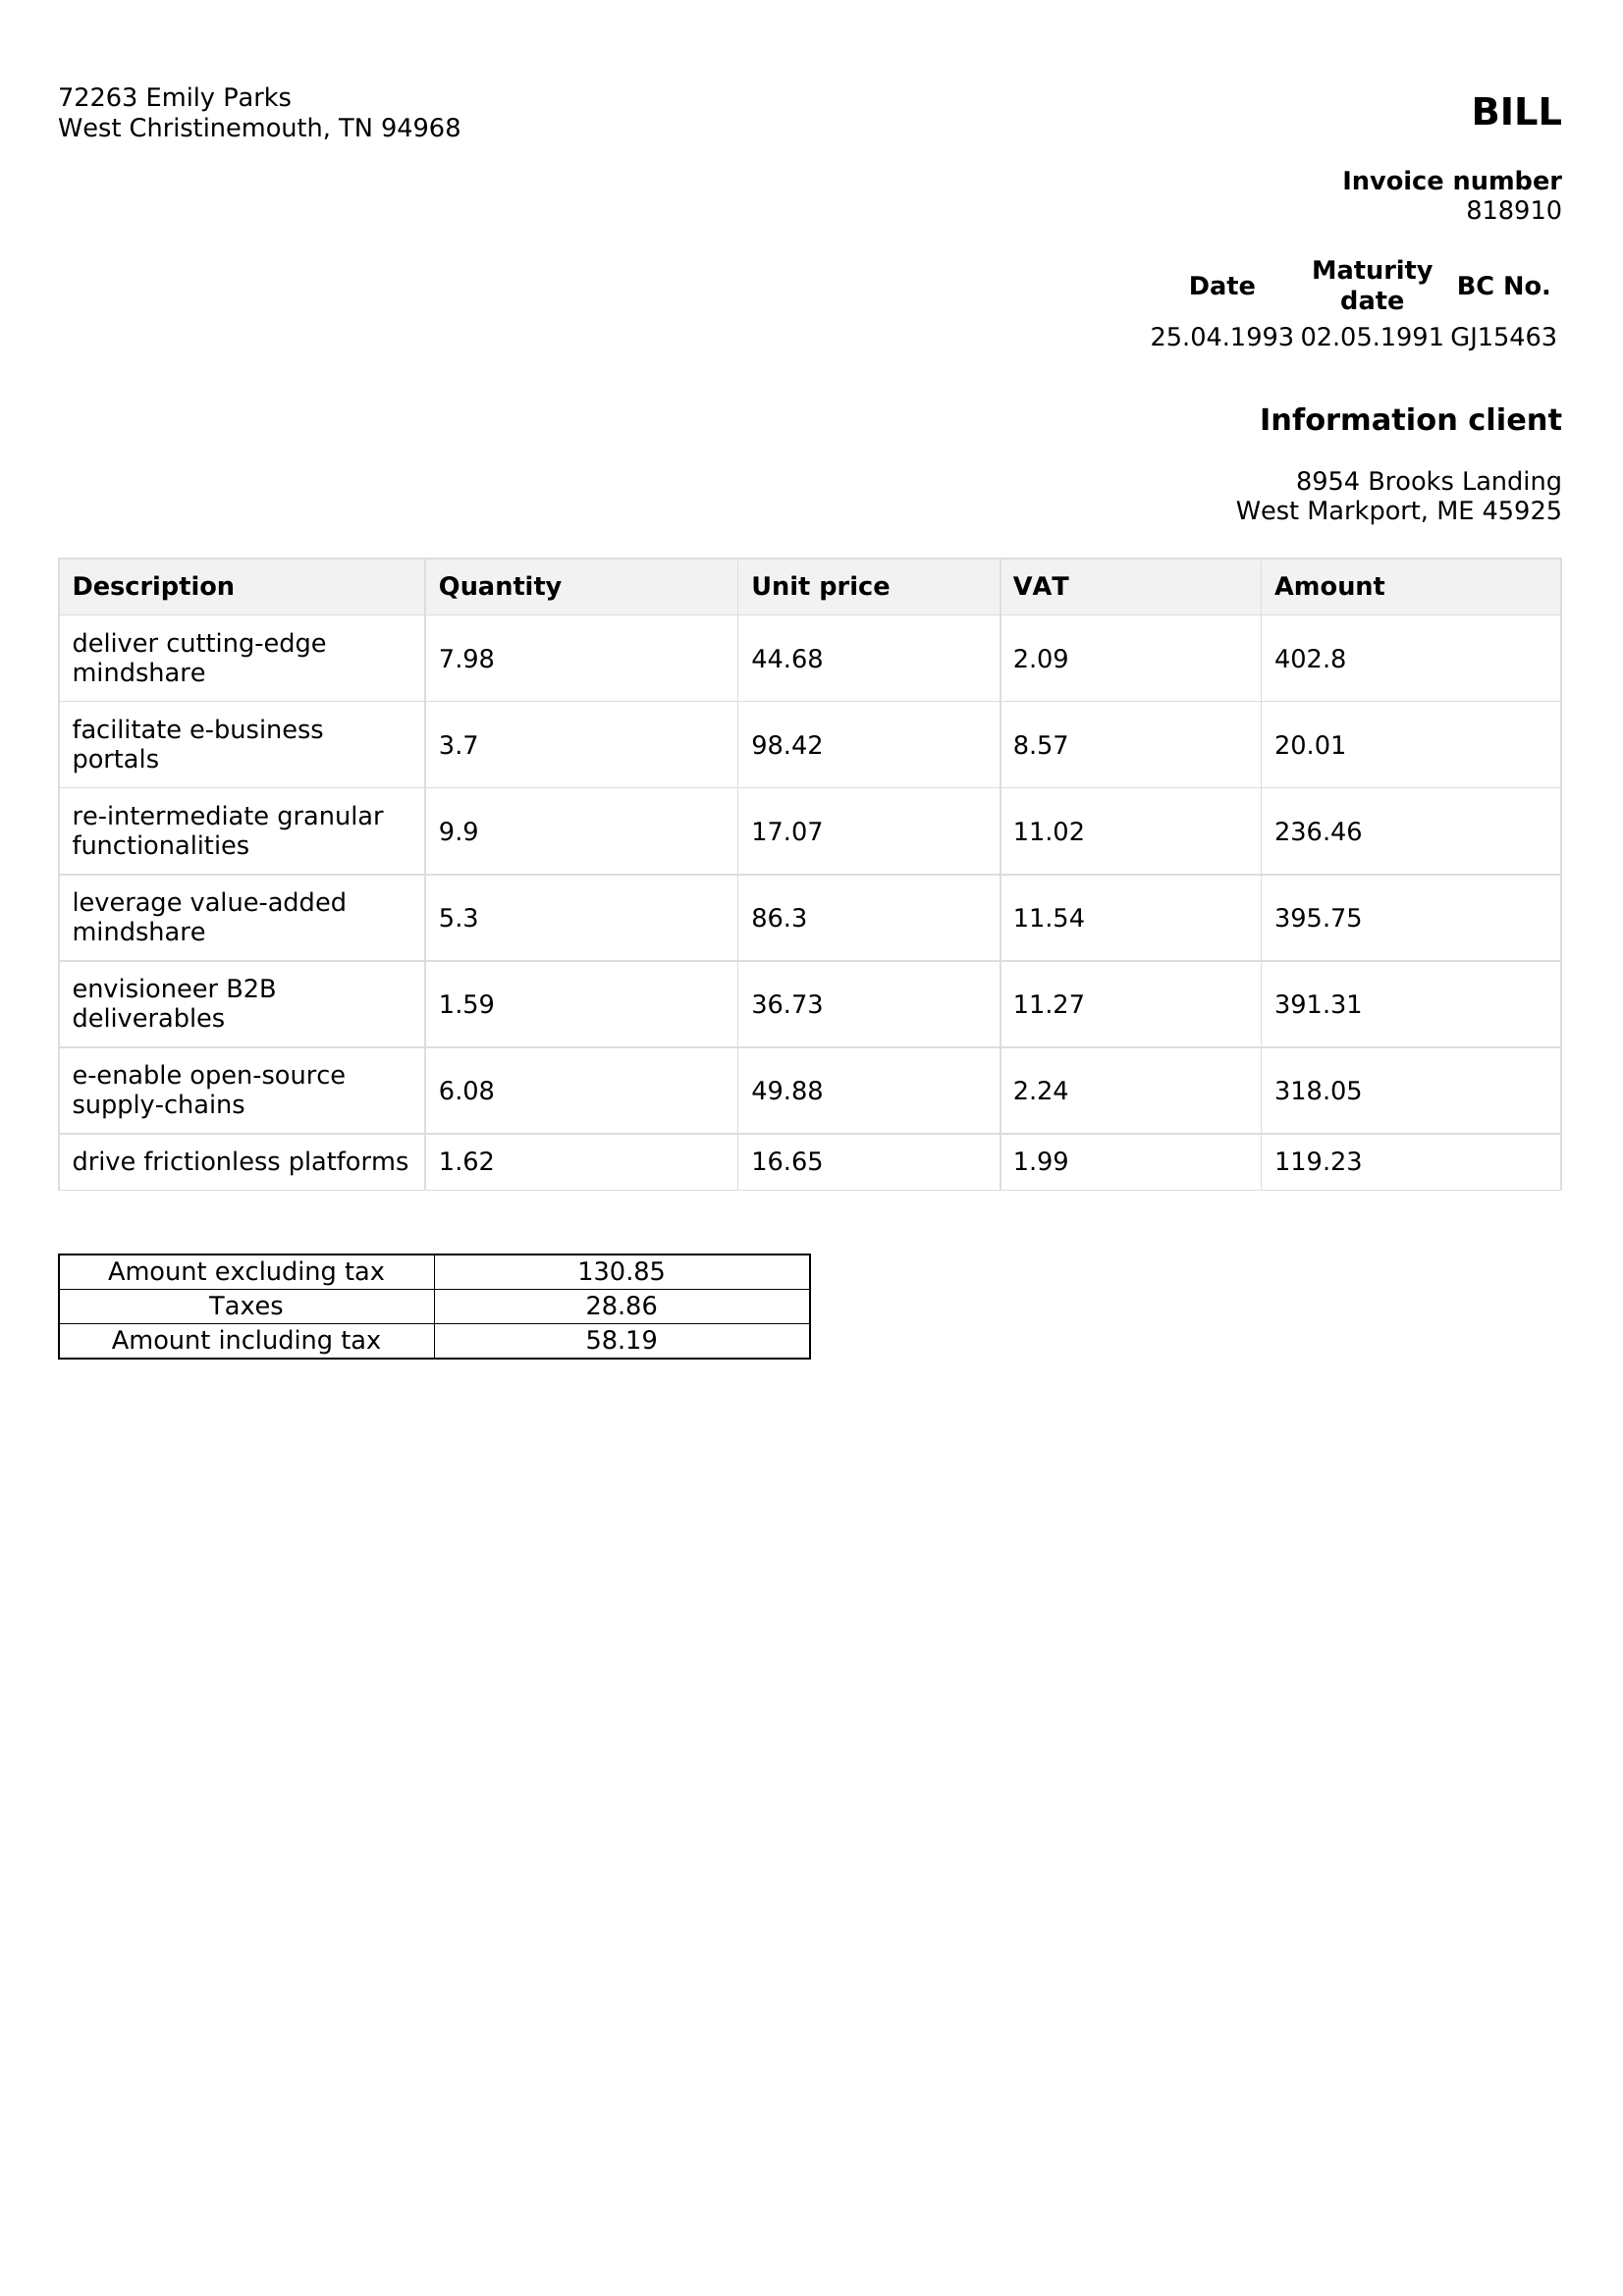 72263 Emily Parks
West Christinemouth, TN 94968
BILL
Invoice number
818910
Date Maturity date BC No.
25.04.1993 02.05.1991 GJ15463
Information client
8954 Brooks Landing
West Markport, ME 45925
Description Quantity Unit price VAT Amount
deliver cutting-edge
mindshare 7.98 44.68 2.09 402.8
facilitate e-business
portals 3.7 98.42 8.57 20.01
re-intermediate granular
functionalities 9.9 17.07 11.02 236.46
leverage value-added
mindshare 5.3 86.3 11.54 395.75
envisioneer B2B
deliverables 1.59 36.73 11.27 391.31
e-enable open-source
supply-chains 6.08 49.88 2.24 318.05
drive frictionless platforms 1.62 16.65 1.99 119.23
Amount excluding tax 130.85
Taxes 28.86
Amount including tax 58.19